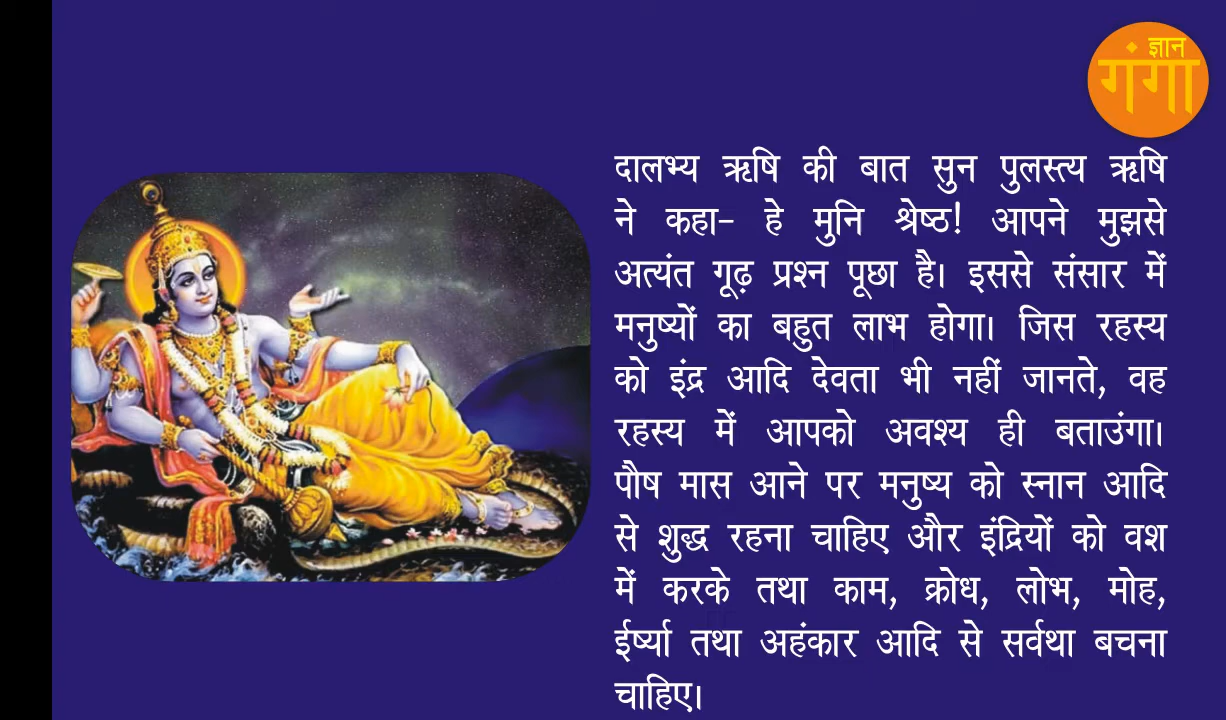 ज्ञान
गंगा
दालभ्य ऋषि की बात सुन पुलस्त्य ऋषि
ने कहा- हे मुनि श्रेष्ठ! आपने मुझसे
अत्यंत गूढ़ प्रश्न पूछा है। इससे संसार में
मनुष्यों का बहुत लाभ होगा। जिस रहस्य
को इंद्र आदि देवता भी नहीं जानते, वह
रहस्य में आपको अवश्य ही बताउंगा।
पौष मास आने पर मनुष्य को स्नान आदि
से शुद्ध रहना चाहिए और इंद्रियों को वश
में करके तथा काम, क्रोध, लोभ, मोह,
ईर्ष्या तथा अहंकार आदि से सर्वथा बचना
चाहिए।